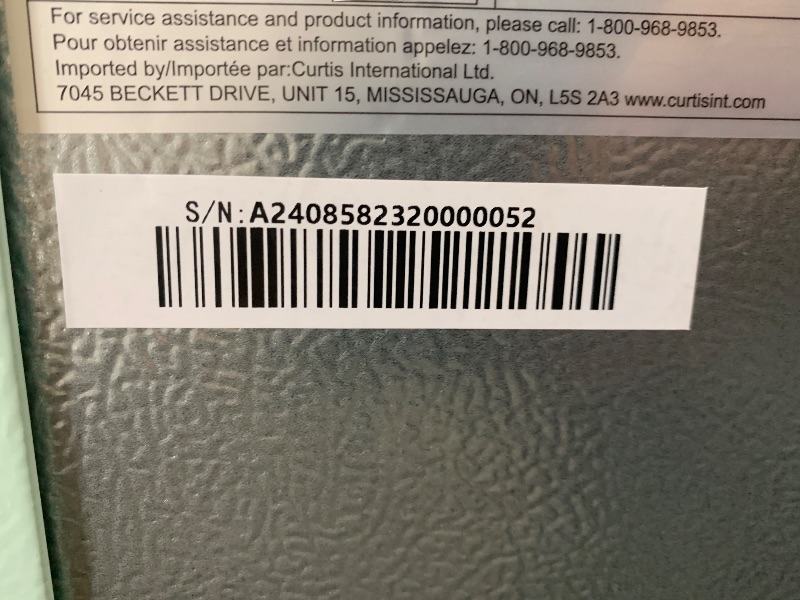 For service assistance and product information, please call: 1-800-968-9853.
Pour obtenir assistance et information appelez: 1-800-968-9853.
Imported by/Importée par:Curtis International Ltd.
7045 BECKETT DRIVE, UNIT 15, MISSISSAUGA, ON, L5S 2A3 www.curtisint.com
S/N:A2408582320000052